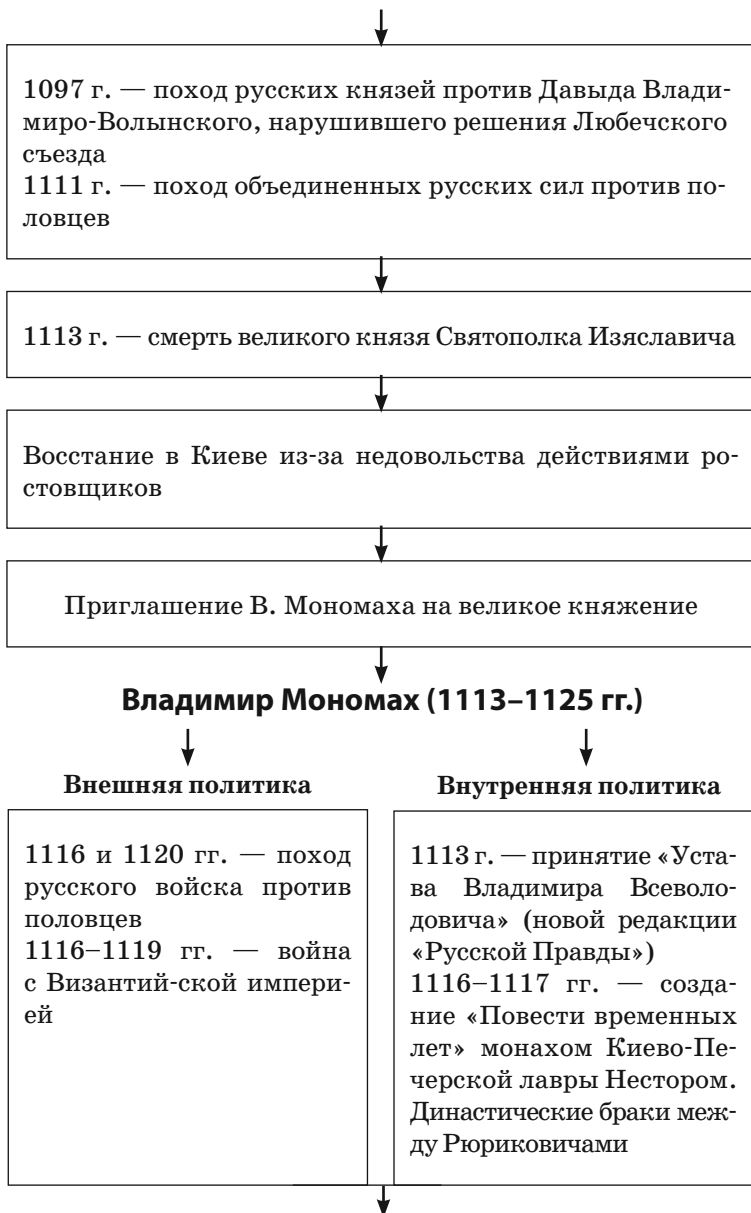 1097 г. — поход русских князей против Давыда Влади-
миро-Волынского, нарушившего решения Любечского
съезда
1111 г. — поход объединенных русских сил против по-
ловцев
1113 г. — смерть великого князя Святополка Изяславича
Восстание в Киеве из-за недовольства действиями ро-
стовщиков
Приглашение В. Мономаха на великое княжение
Владимир Мономах (1113–1125 гг.)
Внешняя политика
1116 и 1120 гг. — поход
русского войска против
половцев
1116–1119 гг. — война
с Византий-ской импери-
ей
Внутренняя политика
1113 г. — принятие «Уста-
ва Владимира Всеволо-
довича» (новой редакции
«Русской Правды»)
1116–1117 гг. — созда-
ние «Повести временных
лет» монахом Киево-Пе-
черской лавры Нестором.
Династические браки меж-
ду Рюриковичами